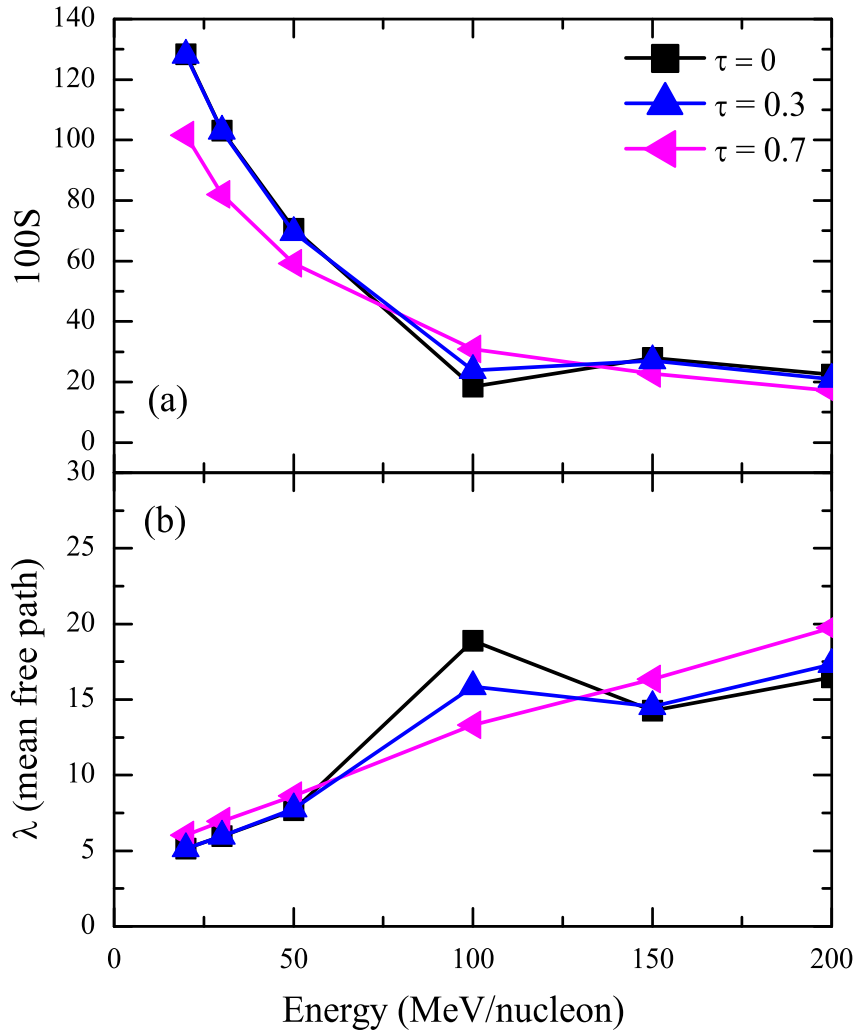 140
120
100
80
60
40
20
0
100S
τ = 0
τ = 0.3
τ = 0.7
(a)
30
25
20
15
10
5
0
λ (mean free path)
(b)
0 50 100 150 200
Energy (MeV/nucleon)